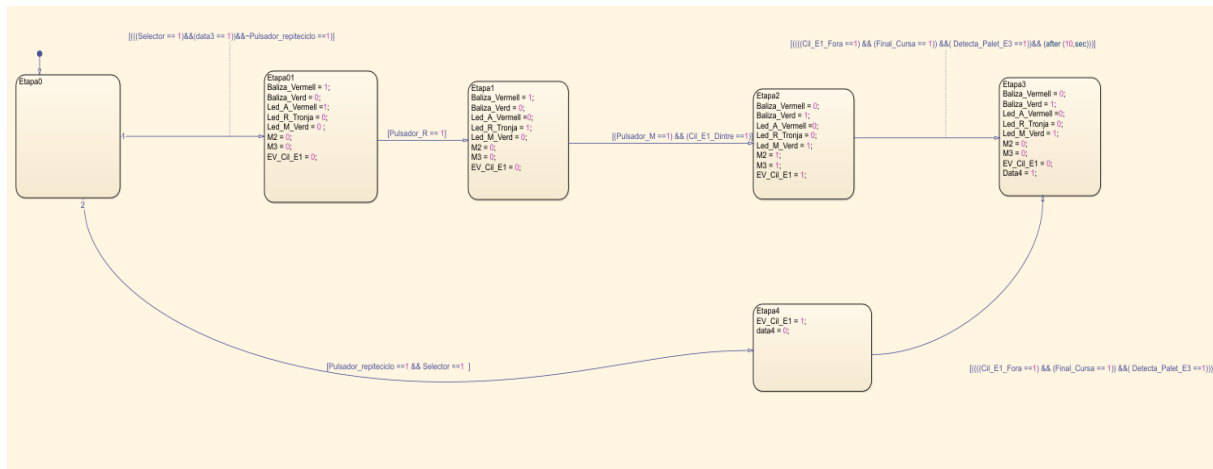 [(((Selector == 1)&&(data3 == 1))&&~Pulsador_repiteciclo ==1)]
[((((Cil_E1_Fora ==1) && (Final_Cursa == 1)) &&( Detecta_Palet_E3 ==1))&& (after (10,sec)))]
Etapa0
1
2
Etapa01
Baliza_Vermell = 1;
Baliza_Verd = 0;
Led_A_Vermell =1;
Led_R_Tronja = 0;
Led_M_Verd = 0 ;
M2 = 0;
M3 = 0;
EV_Cil_E1 = 0;
[Pulsador_R == 1]
Etapa1
Baliza_Vermell = 1;
Baliza_Verd = 0;
Led_A_Vermell =0;
Led_R_Tronja = 1;
Led_M_Verd = 0;
M2 = 0;
M3 = 0;
EV_Cil_E1 = 0;
[(Pulsador_M ==1) && (Cil_E1_Dintre ==1)]
Etapa2
Baliza_Vermell = 0;
Baliza_Verd = 1;
Led_A_Vermell =0;
Led_R_Tronja = 0;
Led_M_Verd = 1;
M2 = 1;
M3 = 1;
EV_Cil_E1 = 1;
Etapa3
Baliza_Vermell = 0;
Baliza_Verd = 1;
Led_A_Vermell =0;
Led_R_Tronja = 0;
Led_M_Verd = 1;
M2 = 0;
M3 = 0;
EV_Cil_E1 = 0;
Data4 = 1;
Etapa4
EV_Cil_E1 = 1;
data4 = 0;
[Pulsador_repiteciclo ==1 && Selector ==1 ]
[((((Cil_E1_Fora ==1) && (Final_Cursa == 1)) &&( Detecta_Palet_E3 ==1)))